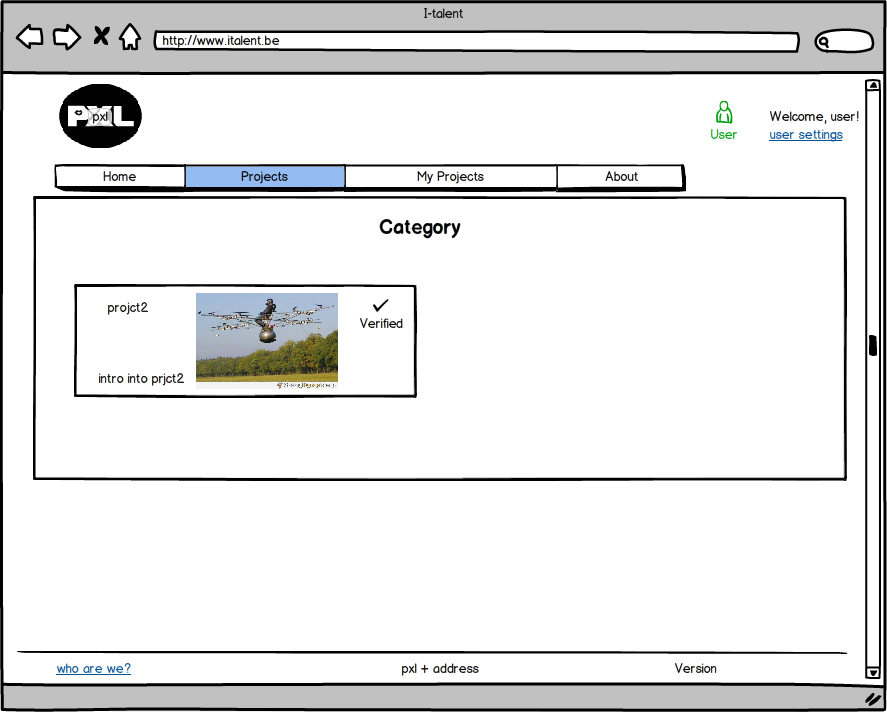 I-talent
http://www.italent.be
PXL
pxl
User
Welcome, user!
user settings
Home
Projects
My Projects
About
Category
projct2
Verified
intro into prjct2
who are we?
pxl + address
Version